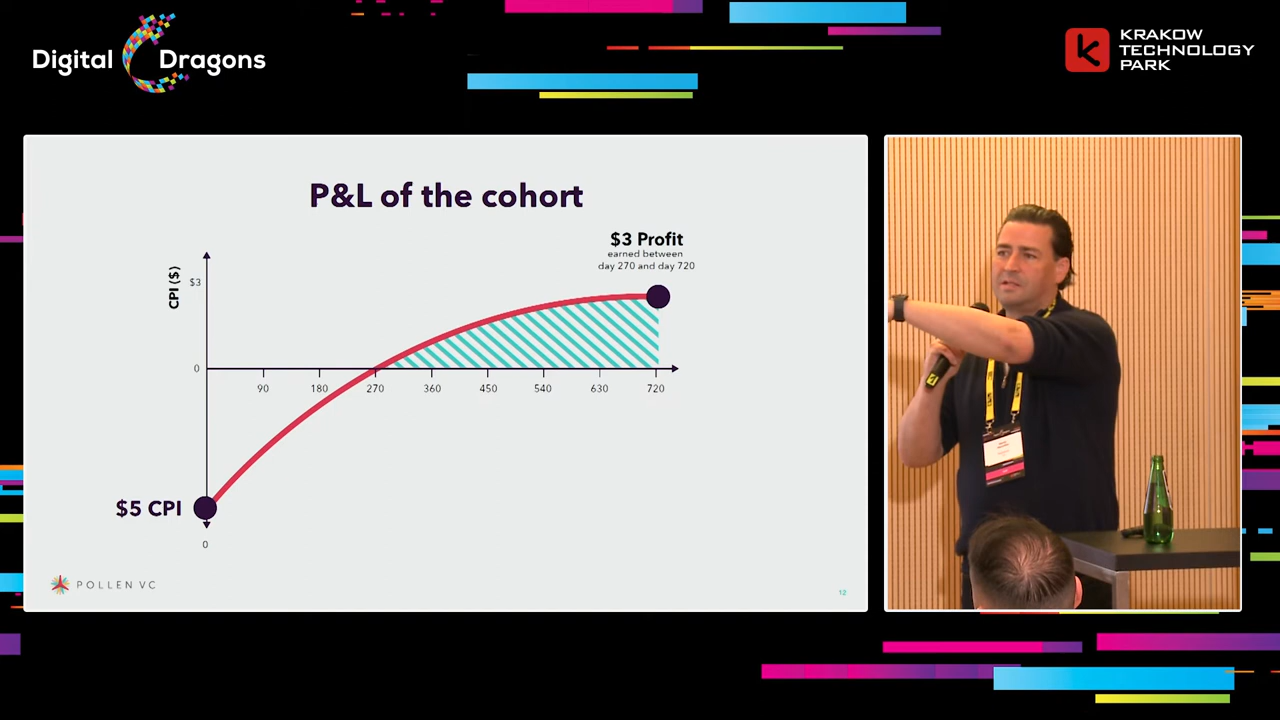 Digital Dragons
KRAKOW
TECHNOLOGY
PARK
P&L of the cohort
$3 Profit
earned between
day 270 and day 720
CPI ($)
$3
0
90 180 270 360 450 540 630 720
$5 CPI
0
POLLEN VC
12